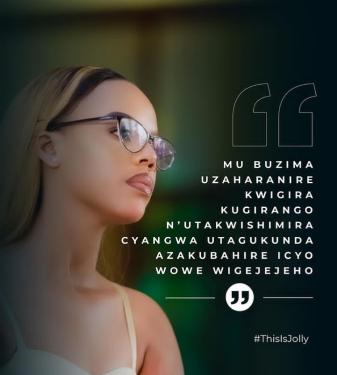 MU BUZIMA
UZAHARANIRE
KWIGIRA
KUGIRANGO
N'UTAKWISHIMIRA
CYANGWA UTAGUKUNDA
AZAKUBAHIRE ICYO
WOWE WIGEJEJEHO
#ThisIsJolly